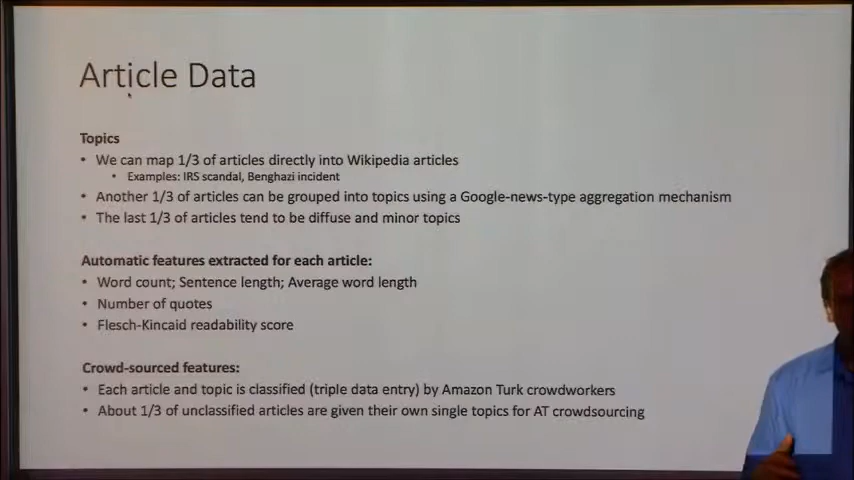 Article Data
Topics
• We can map 1/3 of articles directly into Wikipedia articles
• Examples: IRS scandal, Benghazi incident
• Another 1/3 of articles can be grouped into topics using a Google-news-type aggregation mechanism
• The last 1/3 of articles tend to be diffuse and minor topics
Automatic features extracted for each article:
• Word count; Sentence length; Average word length
• Number of quotes
• Flesch-Kincaid readability score
Crowd-sourced features:
• Each article and topic is classified (triple data entry) by Amazon Turk crowdworkers
• About 1/3 of unclassified articles are given their own single topics for AT crowdsourcing